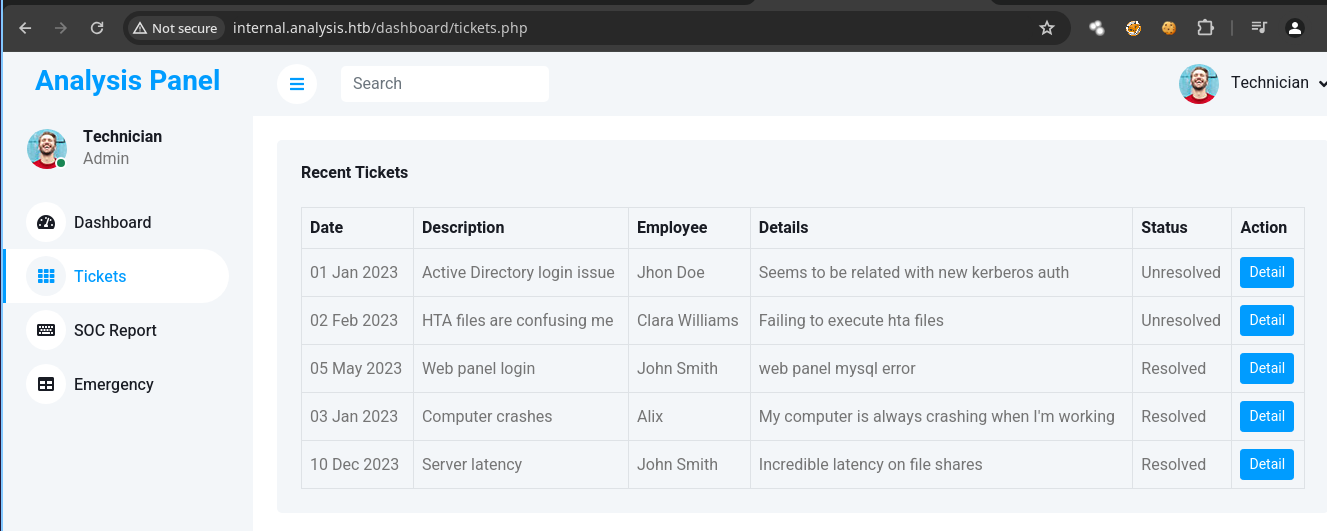 Not secure internal.analysis.htb/dashboard/tickets.php
Analysis Panel
Search
Technician
Technician
Admin
Dashboard
Tickets
SOC Report
Emergency
Recent Tickets
Date Description Employee Details Status Action
01 Jan 2023 Active Directory login issue Jhon Doe Seems to be related with new kerberos auth Unresolved Detail
02 Feb 2023 HTA files are confusing me Clara Williams Failing to execute hta files Unresolved Detail
05 May 2023 Web panel login John Smith web panel mysql error Resolved Detail
03 Jan 2023 Computer crashes Alix My computer is always crashing when I'm working Resolved Detail
10 Dec 2023 Server latency John Smith Incredible latency on file shares Resolved Detail